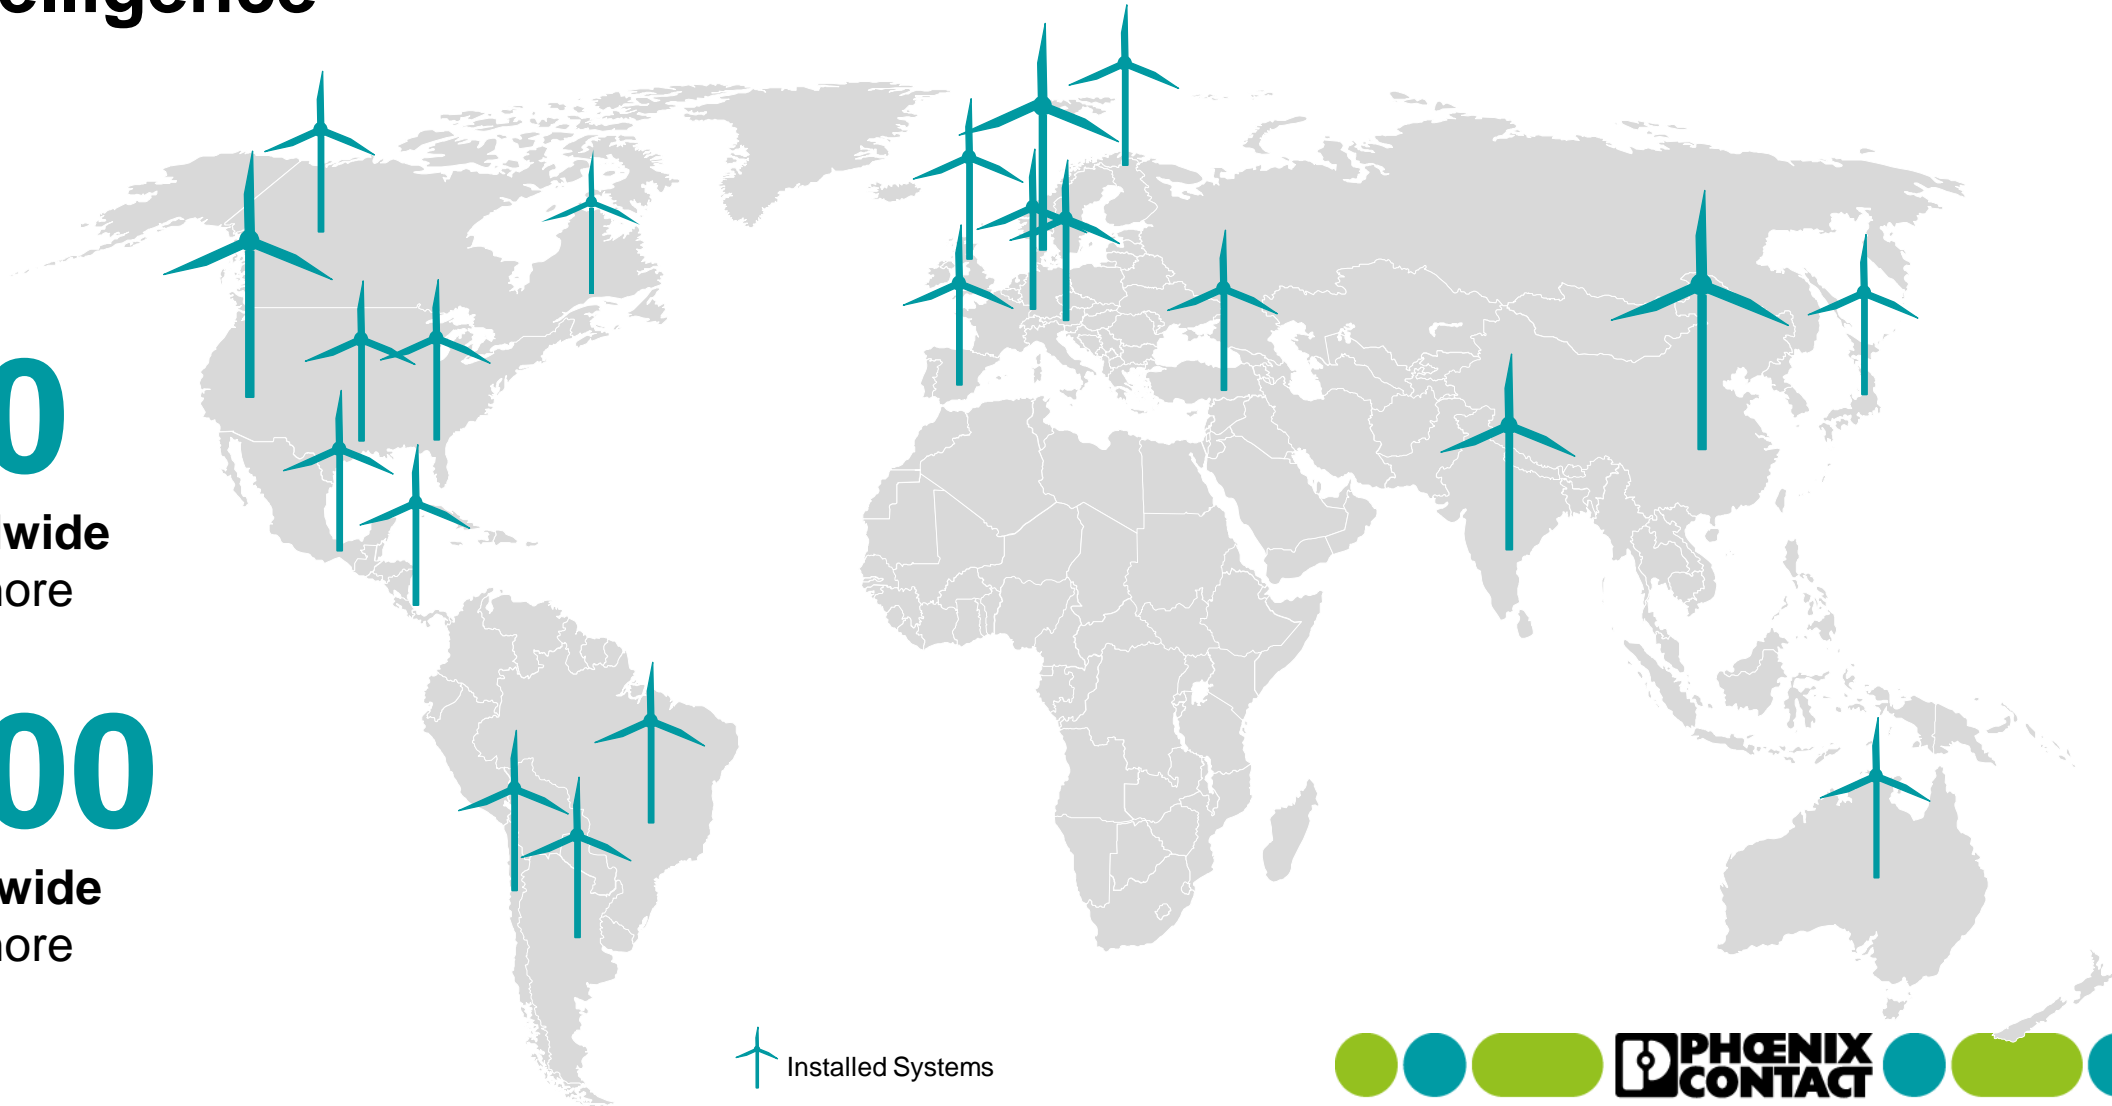 0
wide
ore
00
wide
ore
Installed Systems
PHŒNIX
CONTACT